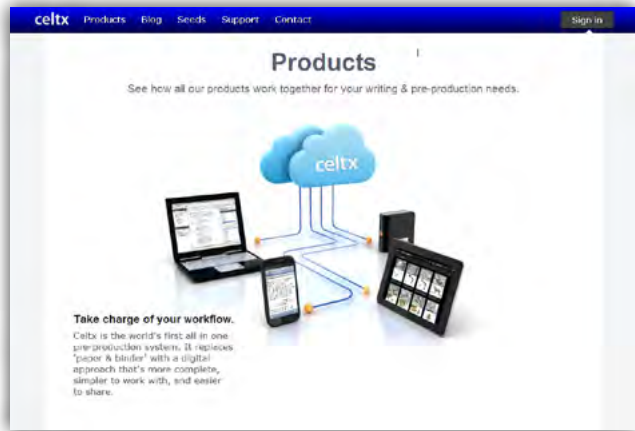 celtx Products Blog Seeds Support Contact Sign in
Products
See how all our products work together for your writing & pre-production needs.
celtx
Take charge of your workflow.
Celtx is the world's first all in one
pre-production system. It replaces
'paper & binder' with a digital
approach that's more complete,
simpler to work with, and easier
to share.